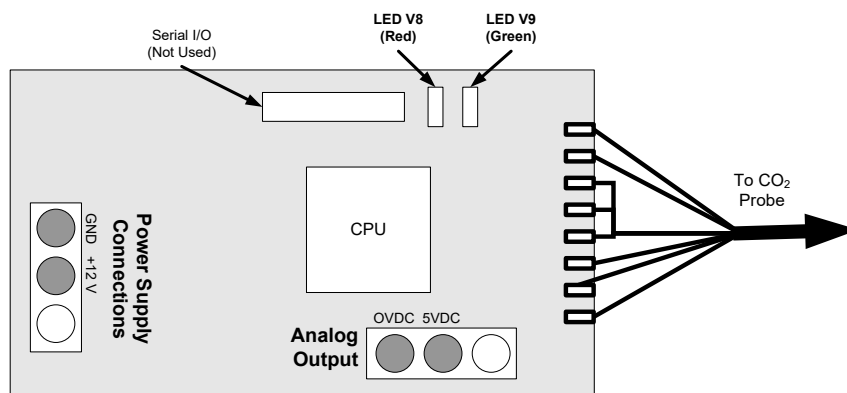 Serial I/O
(Not Used)
LED V8
(Red)
LED V9
(Green)
To CO₂
Probe
CPU
GND +12 V
Power Supply
Connections
OVDC 5VDC
Analog
Output